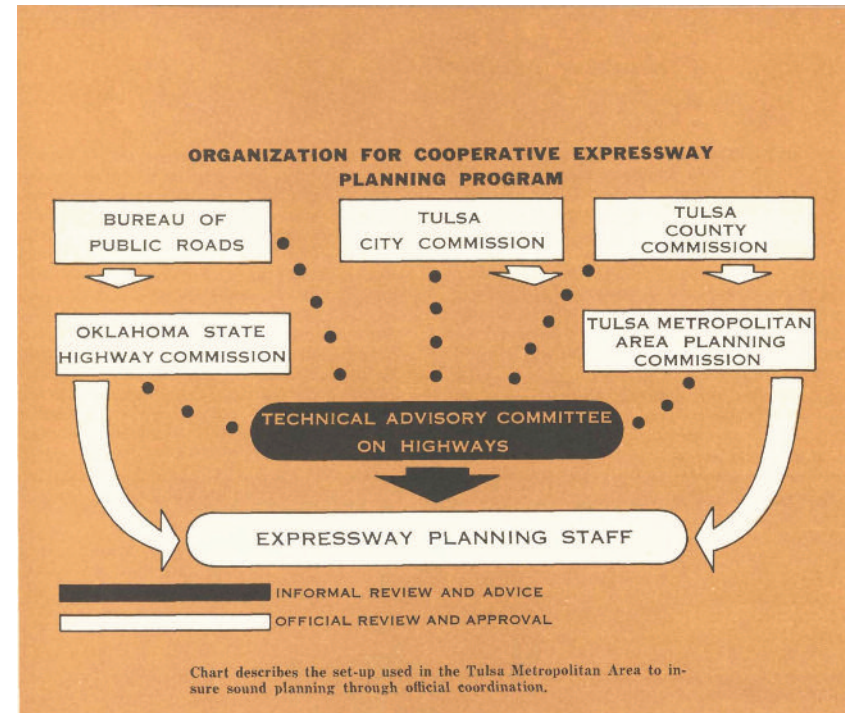 ORGANIZATION FOR COOPERATIVE EXPRESSWAY
PLANNING PROGRAM
BUREAU OF
PUBLIC ROADS
TULSA
CITY COMMISSION
TULSA
COUNTY
COMMISSION
OKLAHOMA STATE
HIGHWAY COMMISSION
TULSA METROPOLITAN
AREA PLANNING
COMMISSION
TECHNICAL ADVISORY COMMITTEE
ON HIGHWAYS
EXPRESSWAY PLANNING STAFF
INFORMAL REVIEW AND ADVICE
OFFICIAL REVIEW AND APPROVAL
Chart describes the set-up used in the Tulsa Metropolitan Area to in-
sure sound planning through official coordination.